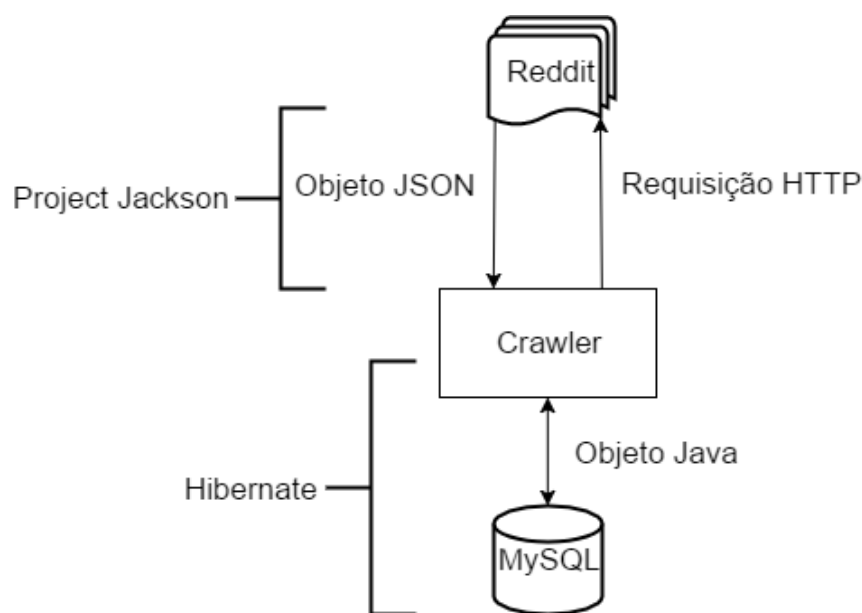 Reddit
Project Jackson
Objeto JSON
Requisição HTTP
Crawler
Objeto Java
Hibernate
MySQL